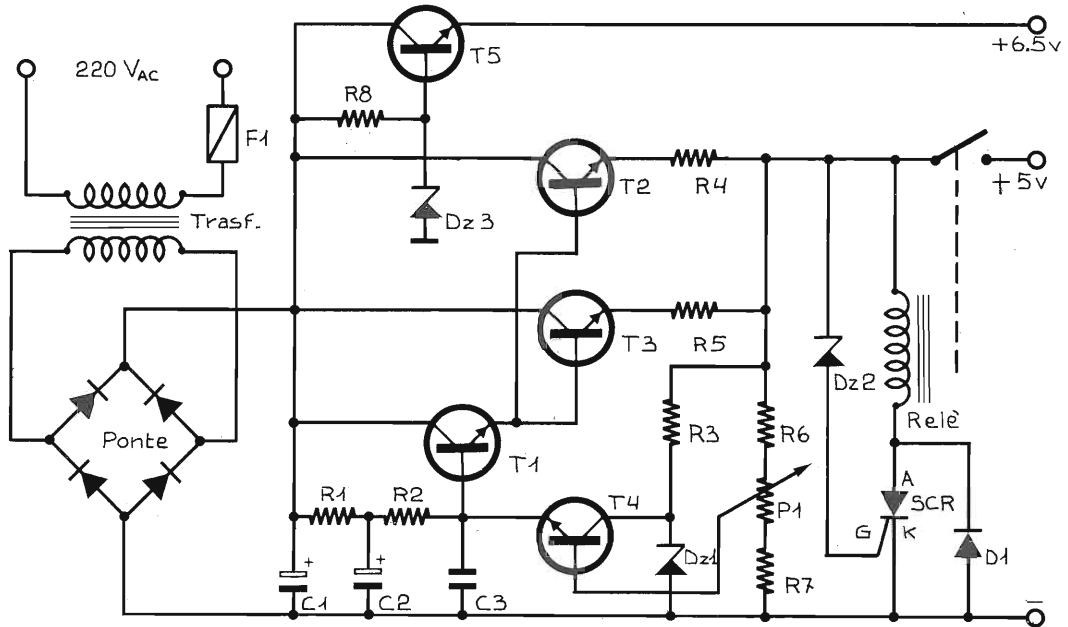 T5
+6.5v
220 VAC
R8
F1
T2
R4
+5v
Trasf.
Dz3
T3
R5
Dz2
Ponte
R3
R6
Relè
T1
R1
R2
T4
P1
A
SCR
G
K
+
+
Dz1
R7
D1
C1
C2
C3
–